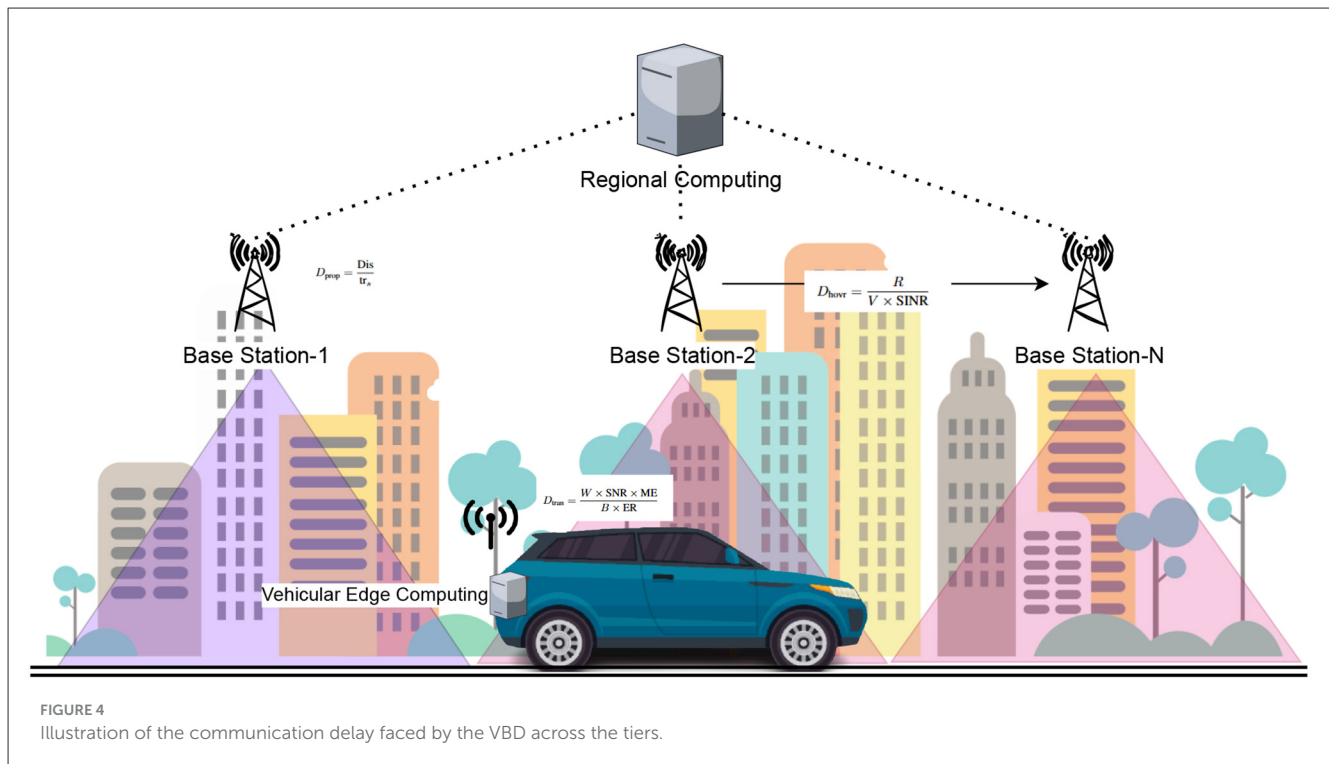 Regional Computing
D_prop = Dis / tr_s
D_hovr = R / (V × SINR)
Base Station-1
Base Station-2
Base Station-N
D_tran = (W × SNR × ME) / (B × ER)
Vehicular Edge Computing
FIGURE 4
Illustration of the communication delay faced by the VBD across the tiers.